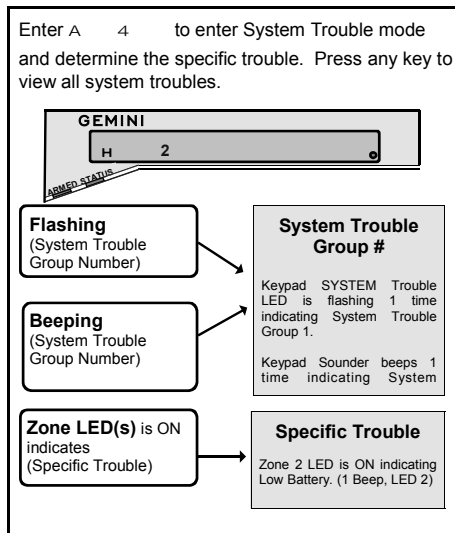 Enter A 4 to enter System Trouble mode
and determine the specific trouble. Press any key to
view all system troubles.
GEMINI
H 2
ARMED STATUS
Flashing
(System Trouble
Group Number)
Beeping
(System Trouble
Group Number)
System Trouble
Group #
Keypad SYSTEM Trouble
LED is flashing 1 time
indicating System Trouble
Group 1.
Keypad Sounder beeps 1
time indicating System
Zone LED(s) is ON
indicates
(Specific Trouble)
Specific Trouble
Zone 2 LED is ON indicating
Low Battery. (1 Beep, LED 2)